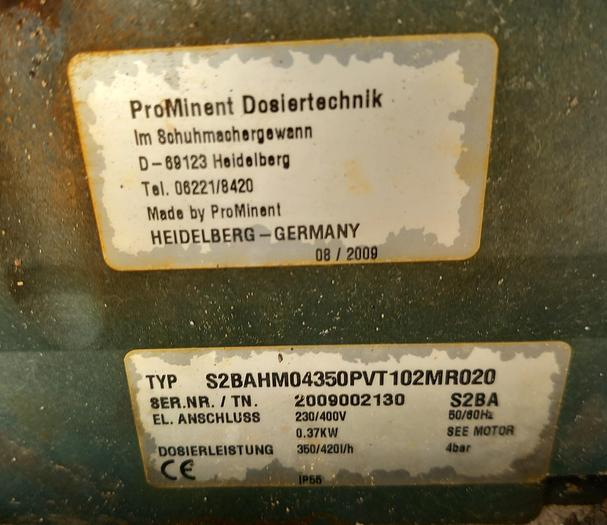 ProMinent Dosiertechnik
Im Schuhmachergewann
D-69123 Heidelberg
Tel. 06221/8420
Made by ProMinent
HEIDELBERG-GERMANY
08 / 2009
TYP S2BAHM04350PVT102MR020
SER.NR. / TN. 2009002130 S2BA
EL. ANSCHLUSS 230/400V 50/60Hz
0.37KW SEE MOTOR
DOSIERLEISTUNG 350/420l/h 4bar
CE IP55